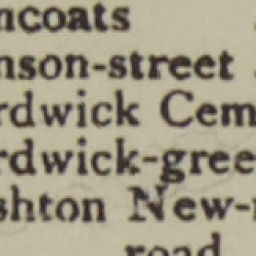 ncoats
nson-street
rdwick Cem
rdwick-gree
shton New-r
road